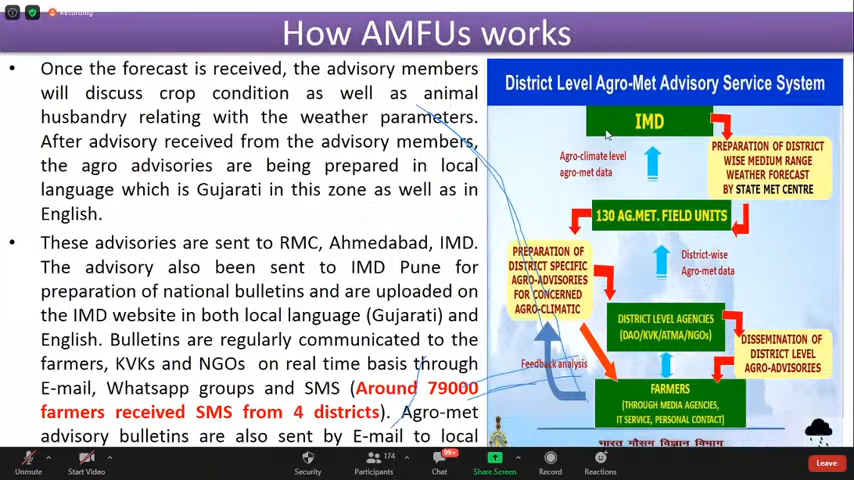 Recording
How AMFUs works
• Once the forecast is received, the advisory members
will discuss crop condition as well as animal
husbandry relating with the weather parameters.
After advisory received from the advisory members,
the agro advisories are being prepared in local
language which is Gujarati in this zone as well as in
English.
• These advisories are sent to RMC, Ahmedabad, IMD.
The advisory also been sent to IMD Pune for
preparation of national bulletins and are uploaded on
the IMD website in both local language (Gujarati) and
English. Bulletins are regularly communicated to the
farmers, KVKs and NGOs on real time basis through
E-mail, Whatsapp groups and SMS (Around 79000
farmers received SMS from 4 districts). Agro-met
advisory bulletins are also sent by E-mail to local
District Level Agro-Met Advisory Service System
IMD
Agro-climate level
agro-met data
PREPARATION OF DISTRICT
WISE MEDIUM RANGE
WEATHER FORECAST
BY STATE MET CENTRE
130 AG.MET. FIELD UNITS
PREPARATION OF
DISTRICT SPECIFIC
AGRO-ADVISORIES
FOR CONCERNED
AGRO-CLIMATIC
District-wise
Agro-met data
DISTRICT LEVEL AGENCIES
(DAO/KVK/ATMA/NGOs)
DISSEMINATION OF
DISTRICT LEVEL
AGRO-ADVISORIES
Feedback analysis
FARMERS
(THROUGH MEDIA AGENCIES,
IT SERVICE, PERSONAL CONTACT)
भारत मौसम विज्ञान विभाग
Unmute
Start Video
Security
Participants
174
Chat
99+
Share Screen
Record
Reactions
Leave